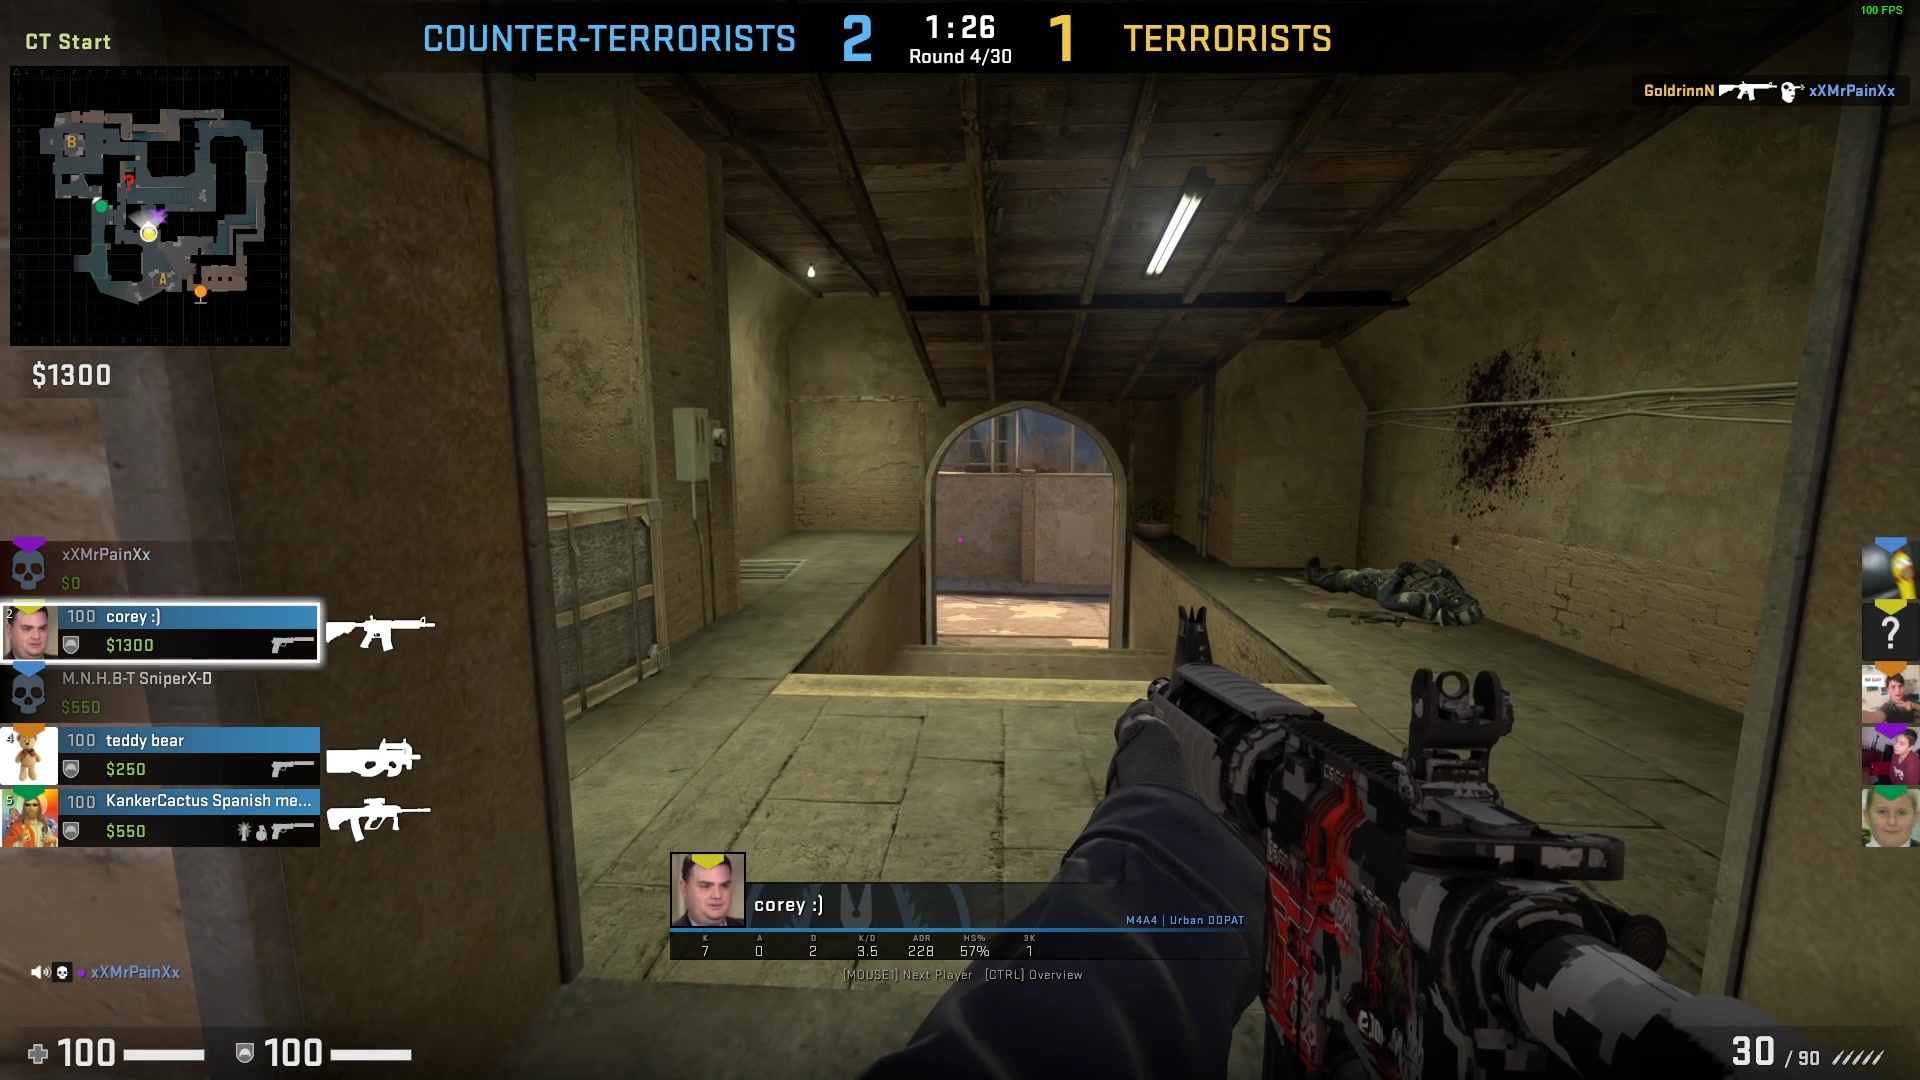 100 FPS
COUNTER-TERRORISTS 2 1:26 1 TERRORISTS
Round 4/30
CT Start
GoldrinnN xXMrPainXx
B
?
A
$1300
xXMrPainXx
$0
2 100 corey :)
$1300
M.N.H.B-T SniperX-D
$550
4 100 teddy bear
$250
5 100 KankerCactus Spanish me...
$550
?
corey :)
M4A4 | Urban DDPAT
K A D K/D ADR HS% 3K
7 0 2 3.5 228 57% 1
[MOUSE1] Next Player [CTRL] Overview
xXMrPainXx
100 100
30 / 90